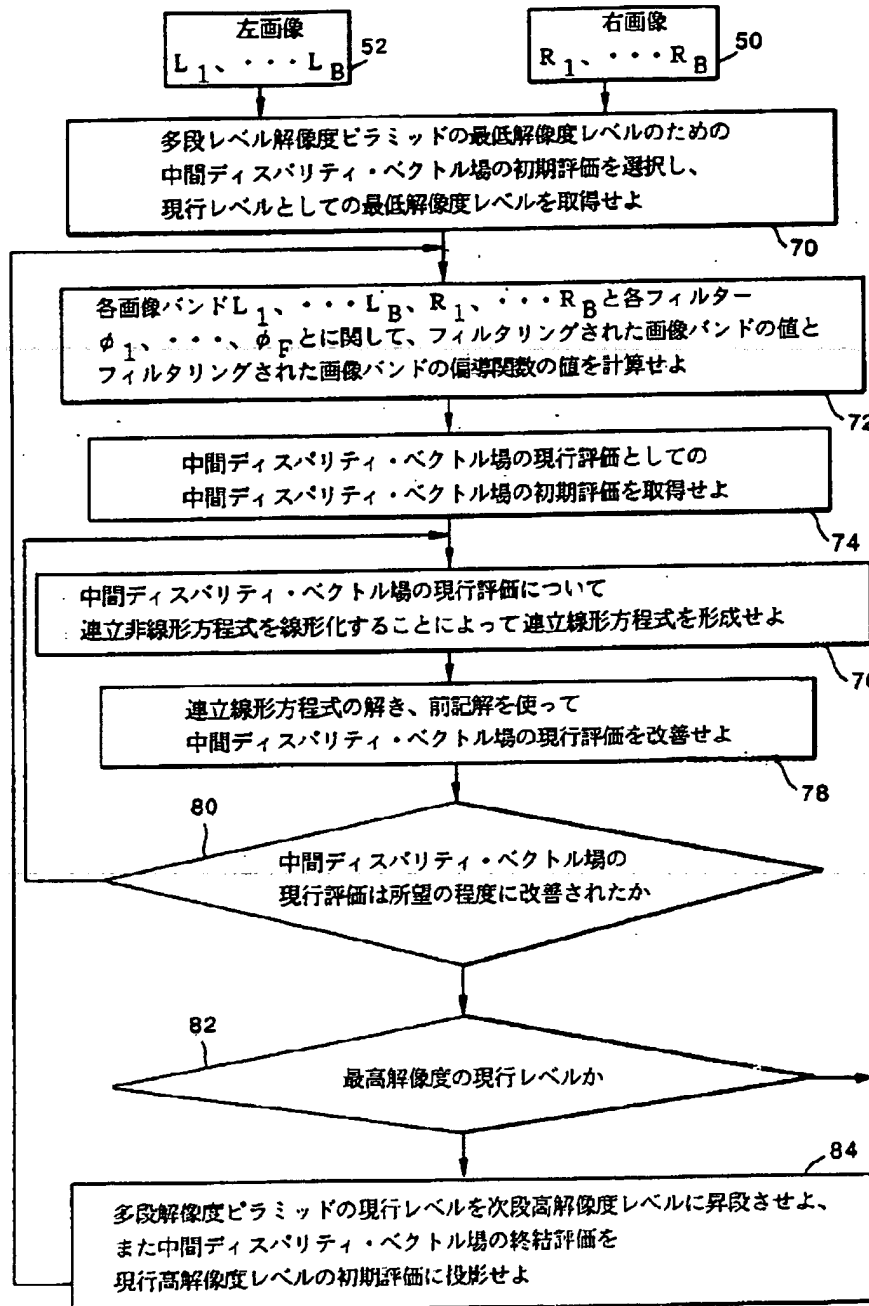 左画像
L1、・・・LB
52
右画像
R1、・・・RB
50
多段レベル解像度ピラミッドの最低解像度レベルのための
中間ディスパリティ・ベクトル場の初期評価を選択し、
現行レベルとしての最低解像度レベルを取得せよ
70
各画像バンドL1、・・・LB、R1、・・・RBと各フィルター
φ1、・・・、φFとに関して、フィルタリングされた画像バンドの値と
フィルタリングされた画像バンドの偏導関数の値を計算せよ
72
中間ディスパリティ・ベクトル場の現行評価としての
中間ディスパリティ・ベクトル場の初期評価を取得せよ
74
中間ディスパリティ・ベクトル場の現行評価について
連立非線形方程式を線形化することによって連立線形方程式を形成せよ
76
連立線形方程式の解き、前記解を使って
中間ディスパリティ・ベクトル場の現行評価を改善せよ
78
80
中間ディスパリティ・ベクトル場の
現行評価は所望の程度に改善されたか
82
最高解像度の現行レベルか
84
多段解像度ピラミッドの現行レベルを次段高解像度レベルに昇段させよ、
また中間ディスパリティ・ベクトル場の終結評価を
現行高解像度レベルの初期評価に投影せよ